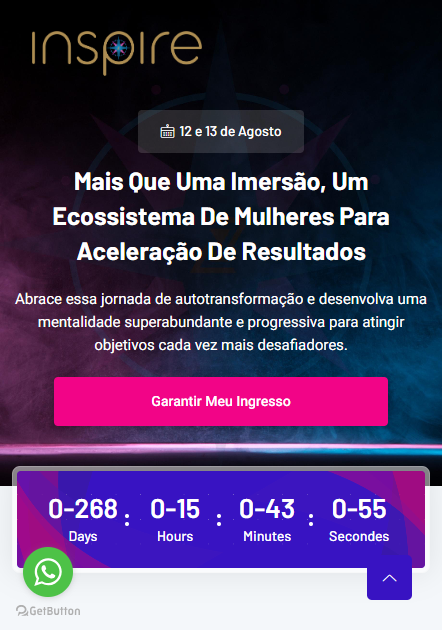 inspire
12 e 13 de Agosto
Mais Que Uma Imersão, Um
Ecossistema De Mulheres Para
Aceleração De Resultados
Abrace essa jornada de autotransformação e desenvolva uma
mentalidade superabundante e progressiva para atingir
objetivos cada vez mais desafiadores.
Garantir Meu Ingresso
0-268 : 0-15 : 0-43 : 0-55
Days Hours Minutes Secondes
GetButton